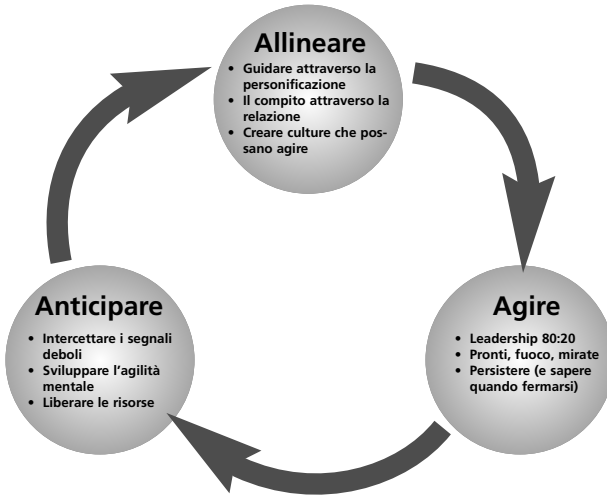 Allineare
• Guidare attraverso la
personificazione
• Il compito attraverso la
relazione
• Creare culture che pos-
sano agire
Anticipare
• Intercettare i segnali
deboli
• Sviluppare l'agilità
mentale
• Liberare le risorse
Agire
• Leadership 80:20
• Pronti, fuoco, mirate
• Persistere (e sapere
quando fermarsi)